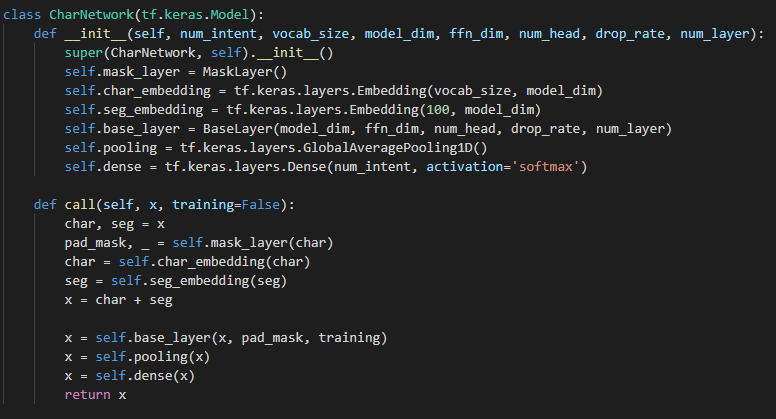 class CharNetwork(tf.keras.Model):
    def __init__(self, num_intent, vocab_size, model_dim, ffn_dim, num_head, drop_rate, num_layer):
        super(CharNetwork, self).__init__()
        self.mask_layer = MaskLayer()
        self.char_embedding = tf.keras.layers.Embedding(vocab_size, model_dim)
        self.seg_embedding = tf.keras.layers.Embedding(100, model_dim)
        self.base_layer = BaseLayer(model_dim, ffn_dim, num_head, drop_rate, num_layer)
        self.pooling = tf.keras.layers.GlobalAveragePooling1D()
        self.dense = tf.keras.layers.Dense(num_intent, activation='softmax')

    def call(self, x, training=False):
        char, seg = x
        pad_mask, _ = self.mask_layer(char)
        char = self.char_embedding(char)
        seg = self.seg_embedding(seg)
        x = char + seg

        x = self.base_layer(x, pad_mask, training)
        x = self.pooling(x)
        x = self.dense(x)
        return x